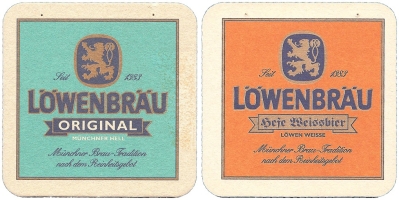 Seit 1383
LÖWENBRÄU
ORIGINAL
MÜNCHNER HELL
Münchner Brau-Tradition
nach dem Reinheitsgebot
Seit 1383
LÖWENBRÄU
Hefe Weissbier
LÖWEN WEISSE
Münchner Brau-Tradition
nach dem Reinheitsgebot